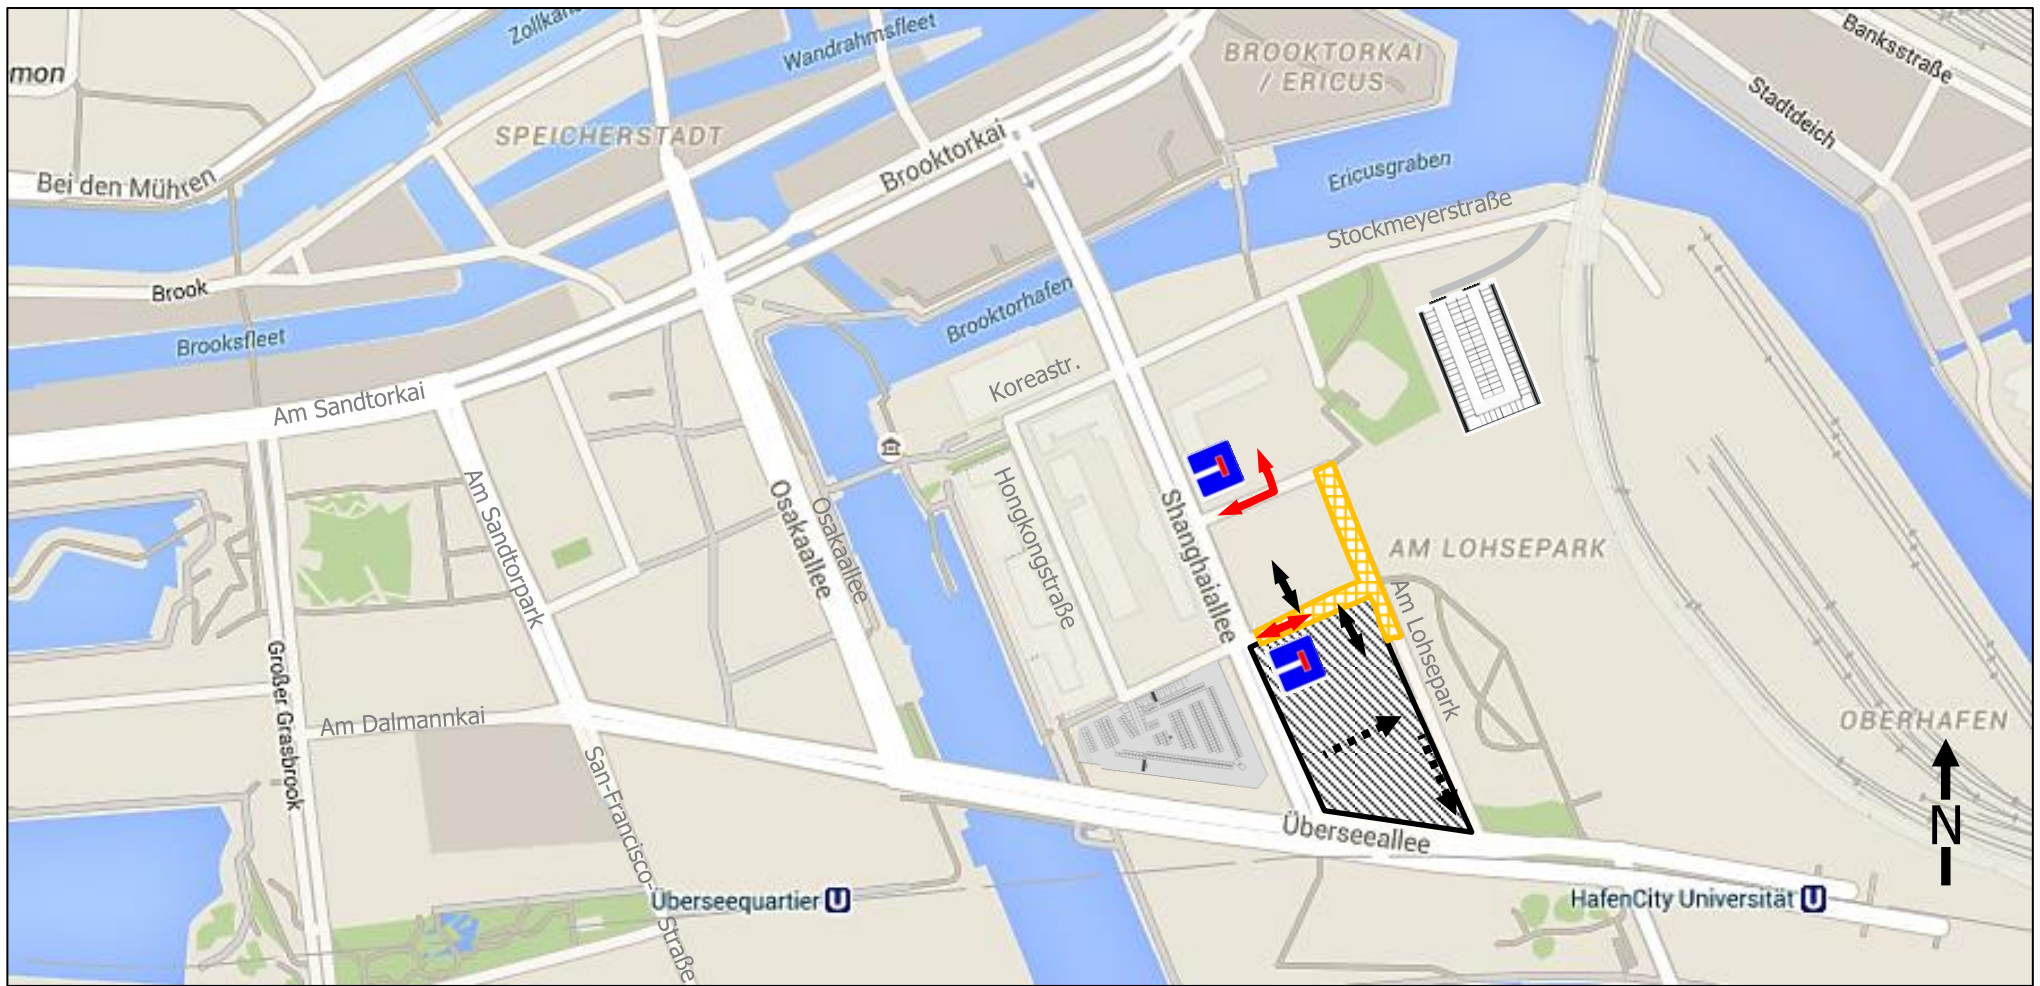 Zollkan
Wandrahmsfleet
BROOKTORKAI
/ ERICUS
Banksstraße
mon
Stadtdeich
SPEICHERSTADT
Brooktorkai
Bei den Mühren
Ericusgraben
Stockmeyerstraße
Brook
Brooktorhafen
Brooksfleet
Koreastr.
Am Sandtorkai
Am Sandtorpark
Osakaallee
Osakaallee
Hongkongstraße
Shanghaiallee
AM LOHSEPARK
Am Lohsepark
Großer Grasbrook
Am Dalmannkai
OBERHAFEN
San-Francisco-Straße
Überseeallee
N
Überseequartier U
HafenCity Universität U